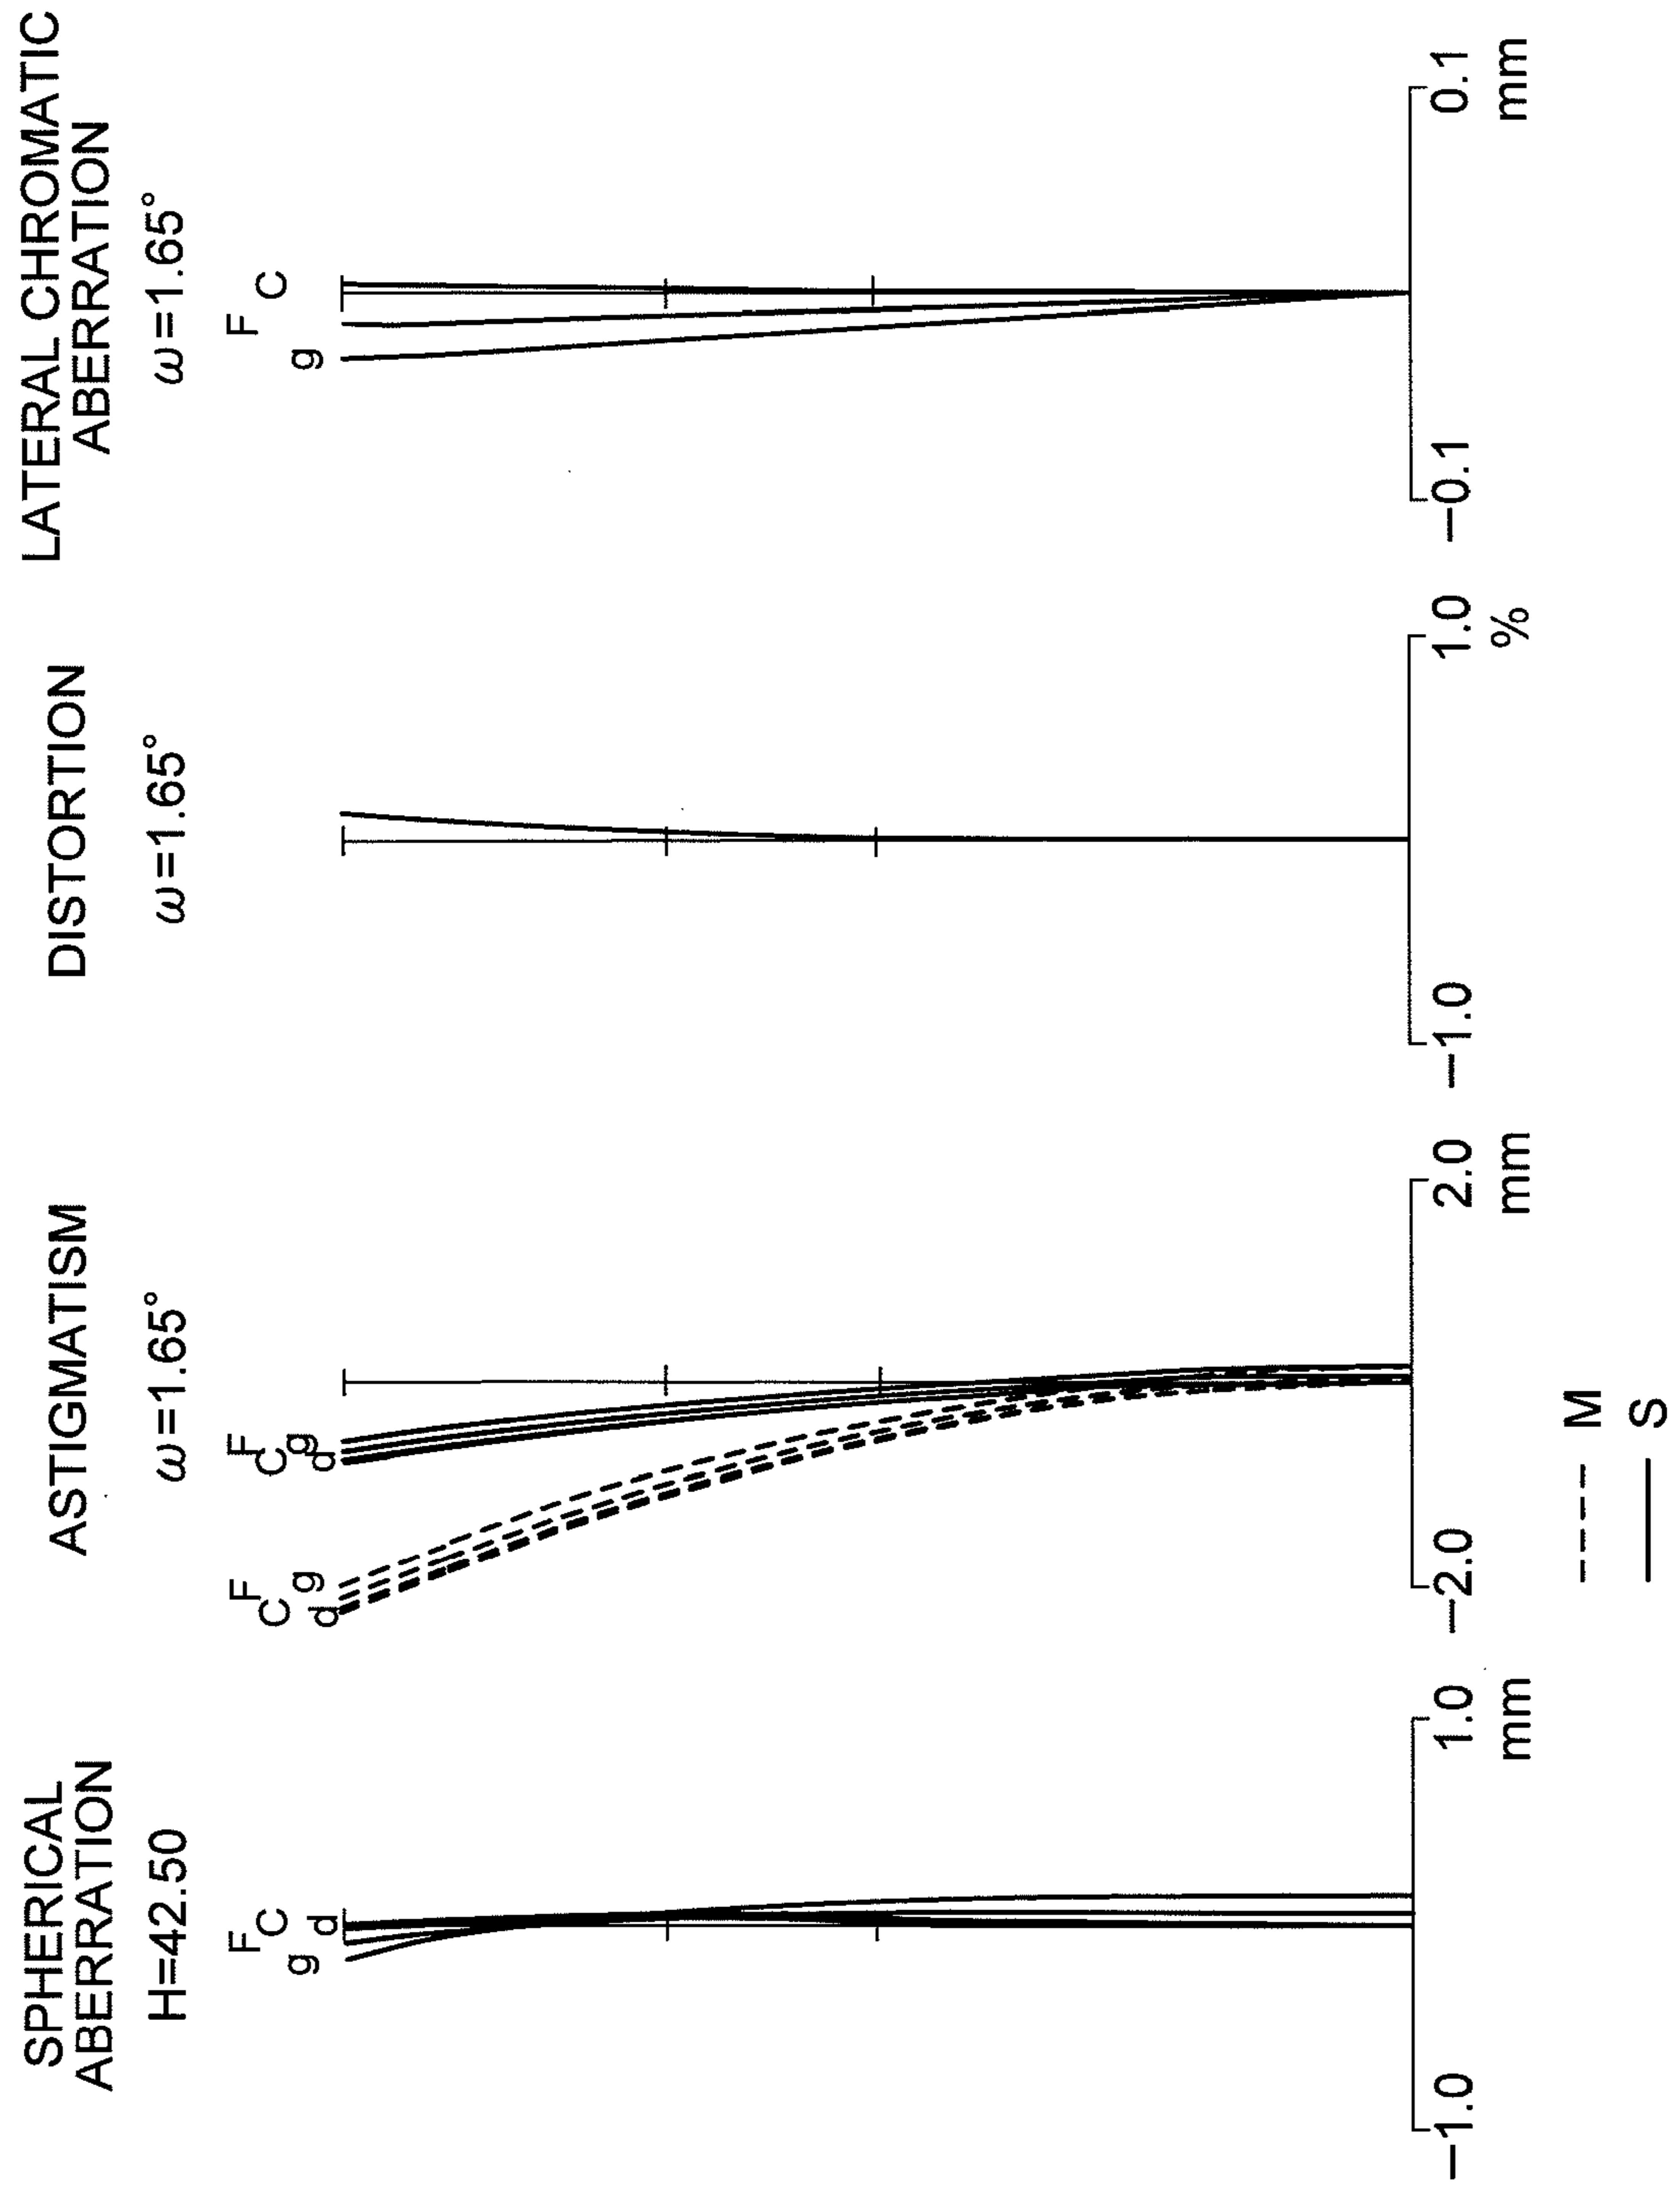 SPHERICAL
ABERRATION
H=42.50
F
C
g
d
−1.0
1.0
mm
ASTIGMATISM
ω=1.65°
F
C
g
d
F
C
g
d
−2.0
2.0
mm
M
S
DISTORTION
ω=1.65°
−1.0
1.0
%
LATERAL CHROMATIC
ABERRATION
ω=1.65°
F
C
g
−0.1
0.1
mm